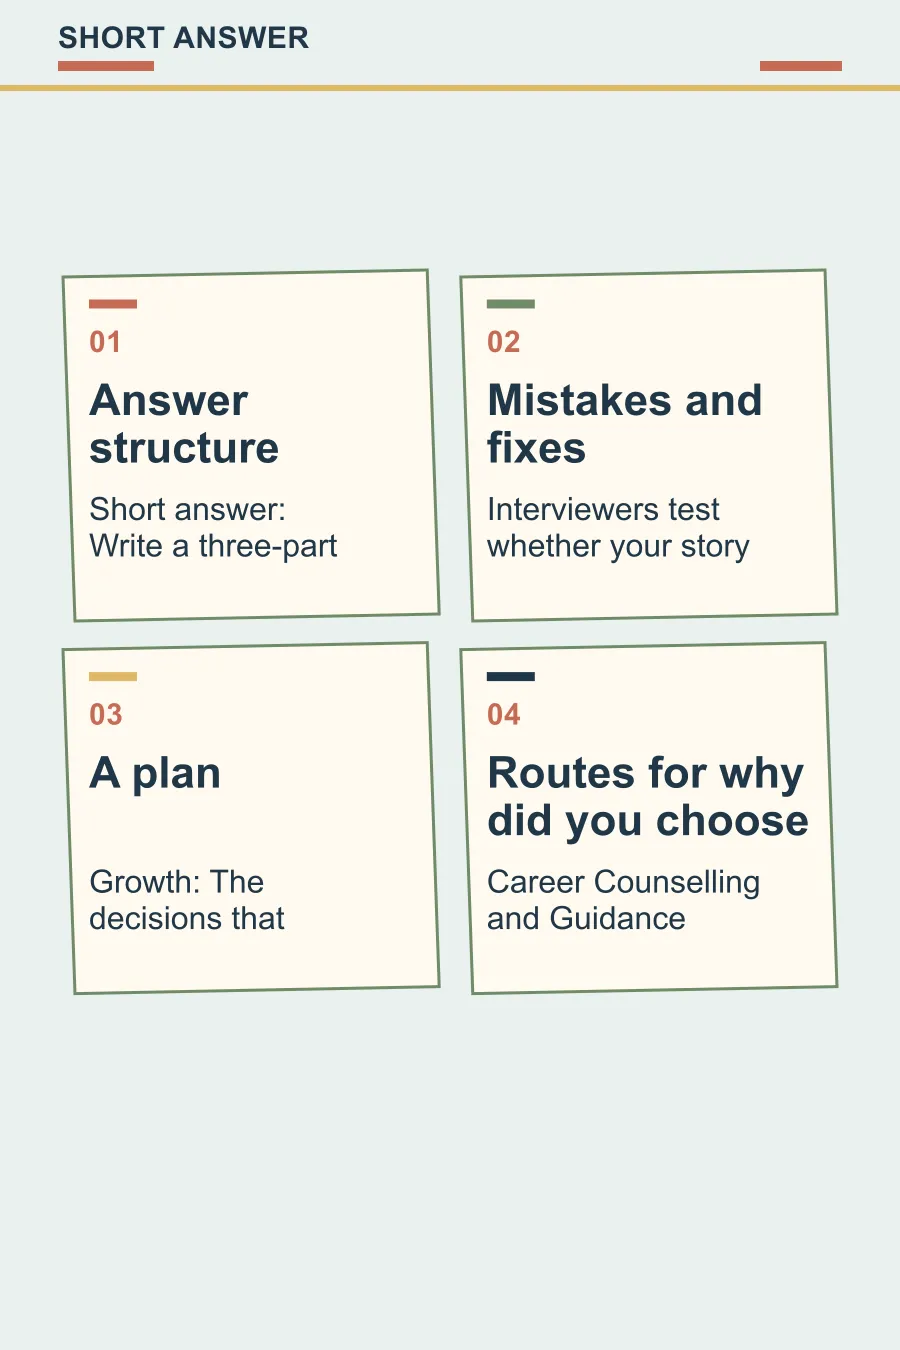 SHORT ANSWER
01
Answer
structure
Short answer:
Write a three-part
02
Mistakes and
fixes
Interviewers test
whether your story
03
A plan
Growth: The
decisions that
04
Routes for why
did you choose
Career Counselling
and Guidance